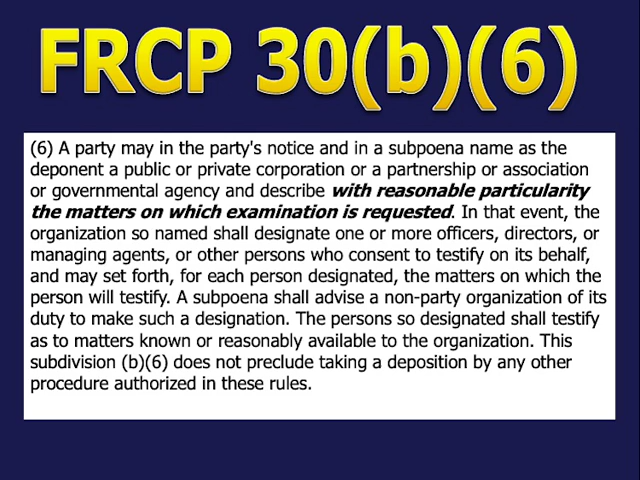 FRCP 30(b)(6)
(6) A party may in the party's notice and in a subpoena name as the
deponent a public or private corporation or a partnership or association
or governmental agency and describe with reasonable particularity
the matters on which examination is requested. In that event, the
organization so named shall designate one or more officers, directors, or
managing agents, or other persons who consent to testify on its behalf,
and may set forth, for each person designated, the matters on which the
person will testify. A subpoena shall advise a non-party organization of its
duty to make such a designation. The persons so designated shall testify
as to matters known or reasonably available to the organization. This
subdivision (b)(6) does not preclude taking a deposition by any other
procedure authorized in these rules.